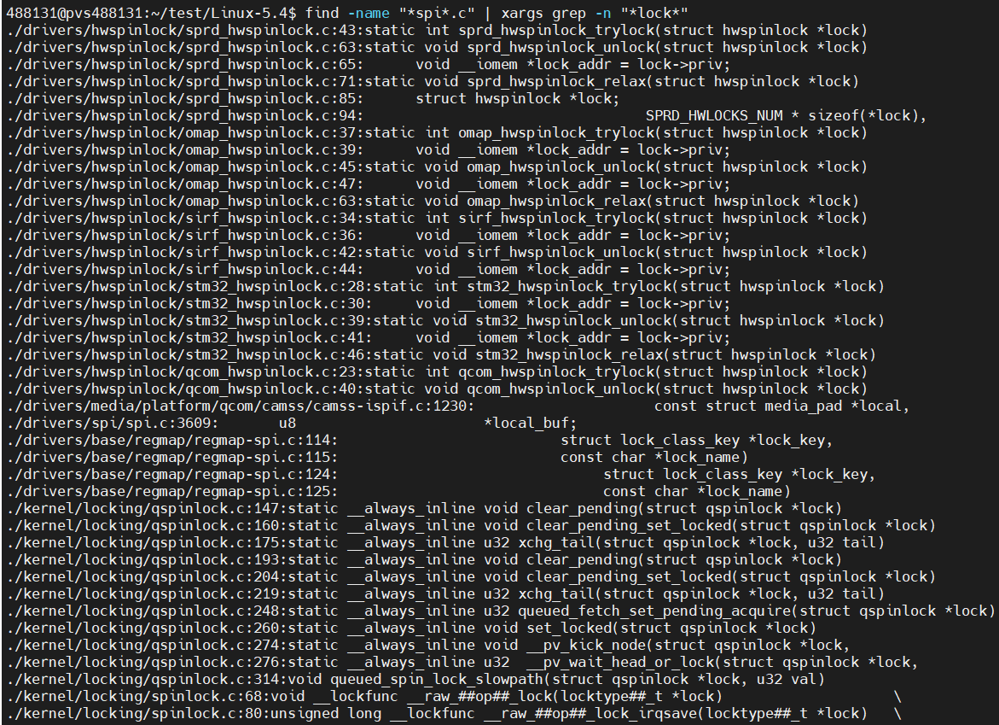 488131@pvs488131:~/test/Linux-5.4$ find -name "*spi*.c" | xargs grep -n "*lock*"
./drivers/hwspinlock/sprd_hwspinlock.c:43:static int sprd_hwspinlock_trylock(struct hwspinlock *lock)
./drivers/hwspinlock/sprd_hwspinlock.c:63:static void sprd_hwspinlock_unlock(struct hwspinlock *lock)
./drivers/hwspinlock/sprd_hwspinlock.c:65:      void __iomem *lock_addr = lock->priv;
./drivers/hwspinlock/sprd_hwspinlock.c:71:static void sprd_hwspinlock_relax(struct hwspinlock *lock)
./drivers/hwspinlock/sprd_hwspinlock.c:85:      struct hwspinlock *lock;
./drivers/hwspinlock/sprd_hwspinlock.c:94:                                 SPRD_HWLOCKS_NUM * sizeof(*lock),
./drivers/hwspinlock/omap_hwspinlock.c:37:static int omap_hwspinlock_trylock(struct hwspinlock *lock)
./drivers/hwspinlock/omap_hwspinlock.c:39:      void __iomem *lock_addr = lock->priv;
./drivers/hwspinlock/omap_hwspinlock.c:45:static void omap_hwspinlock_unlock(struct hwspinlock *lock)
./drivers/hwspinlock/omap_hwspinlock.c:47:      void __iomem *lock_addr = lock->priv;
./drivers/hwspinlock/omap_hwspinlock.c:63:static void omap_hwspinlock_relax(struct hwspinlock *lock)
./drivers/hwspinlock/sirf_hwspinlock.c:34:static int sirf_hwspinlock_trylock(struct hwspinlock *lock)
./drivers/hwspinlock/sirf_hwspinlock.c:36:      void __iomem *lock_addr = lock->priv;
./drivers/hwspinlock/sirf_hwspinlock.c:42:static void sirf_hwspinlock_unlock(struct hwspinlock *lock)
./drivers/hwspinlock/sirf_hwspinlock.c:44:      void __iomem *lock_addr = lock->priv;
./drivers/hwspinlock/stm32_hwspinlock.c:28:static int stm32_hwspinlock_trylock(struct hwspinlock *lock)
./drivers/hwspinlock/stm32_hwspinlock.c:30:     void __iomem *lock_addr = lock->priv;
./drivers/hwspinlock/stm32_hwspinlock.c:39:static void stm32_hwspinlock_unlock(struct hwspinlock *lock)
./drivers/hwspinlock/stm32_hwspinlock.c:41:     void __iomem *lock_addr = lock->priv;
./drivers/hwspinlock/stm32_hwspinlock.c:46:static void stm32_hwspinlock_relax(struct hwspinlock *lock)
./drivers/hwspinlock/qcom_hwspinlock.c:23:static int qcom_hwspinlock_trylock(struct hwspinlock *lock)
./drivers/hwspinlock/qcom_hwspinlock.c:40:static void qcom_hwspinlock_unlock(struct hwspinlock *lock)
./drivers/media/platform/qcom/camss/camss-ispif.c:1230:                     const struct media_pad *local,
./drivers/spi/spi.c:3609:       u8                      *local_buf;
./drivers/base/regmap/regmap-spi.c:114:                          struct lock_class_key *lock_key,
./drivers/base/regmap/regmap-spi.c:115:                          const char *lock_name)
./drivers/base/regmap/regmap-spi.c:124:                               struct lock_class_key *lock_key,
./drivers/base/regmap/regmap-spi.c:125:                               const char *lock_name)
./kernel/locking/qspinlock.c:147:static __always_inline void clear_pending(struct qspinlock *lock)
./kernel/locking/qspinlock.c:160:static __always_inline void clear_pending_set_locked(struct qspinlock *lock)
./kernel/locking/qspinlock.c:175:static __always_inline u32 xchg_tail(struct qspinlock *lock, u32 tail)
./kernel/locking/qspinlock.c:193:static __always_inline void clear_pending(struct qspinlock *lock)
./kernel/locking/qspinlock.c:204:static __always_inline void clear_pending_set_locked(struct qspinlock *lock)
./kernel/locking/qspinlock.c:219:static __always_inline u32 xchg_tail(struct qspinlock *lock, u32 tail)
./kernel/locking/qspinlock.c:248:static __always_inline u32 queued_fetch_set_pending_acquire(struct qspinlock *lock)
./kernel/locking/qspinlock.c:260:static __always_inline void set_locked(struct qspinlock *lock)
./kernel/locking/qspinlock.c:274:static __always_inline void __pv_kick_node(struct qspinlock *lock,
./kernel/locking/qspinlock.c:276:static __always_inline u32  __pv_wait_head_or_lock(struct qspinlock *lock,
./kernel/locking/qspinlock.c:314:void queued_spin_lock_slowpath(struct qspinlock *lock, u32 val)
./kernel/locking/spinlock.c:68:void __lockfunc __raw_##op##_lock(locktype##_t *lock)                    \
./kernel/locking/spinlock.c:80:unsigned long __lockfunc __raw_##op##_lock_irqsave(locktype##_t *lock)   \